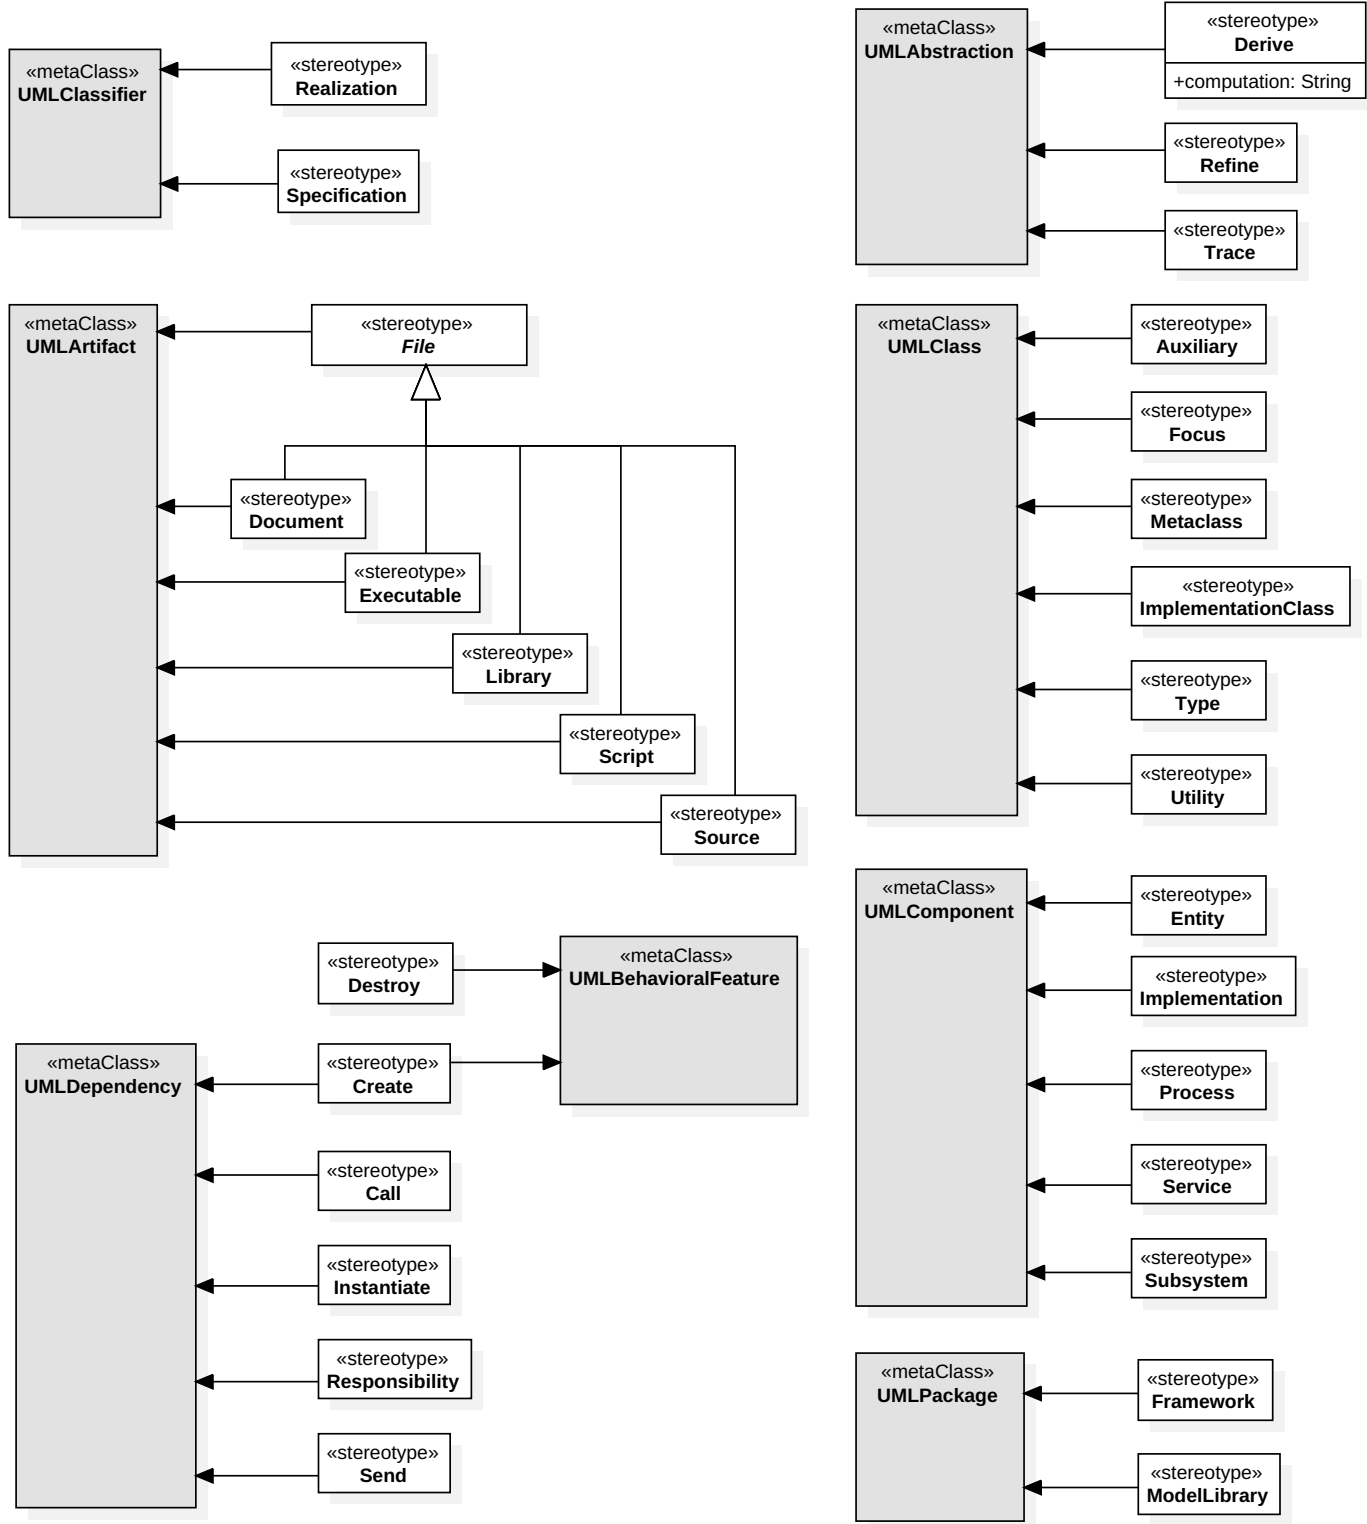 «metaClass»
UMLClassifier
«stereotype»
Realization
«stereotype»
Specification
«metaClass»
UMLAbstraction
«stereotype»
Derive
+computation: String
«stereotype»
Refine
«stereotype»
Trace
«metaClass»
UMLArtifact
«stereotype»
File
«stereotype»
Document
«stereotype»
Executable
«stereotype»
Library
«stereotype»
Script
«stereotype»
Source
«metaClass»
UMLClass
«stereotype»
Auxiliary
«stereotype»
Focus
«stereotype»
Metaclass
«stereotype»
ImplementationClass
«stereotype»
Type
«stereotype»
Utility
«stereotype»
Destroy
«metaClass»
UMLBehavioralFeature
«metaClass»
UMLDependency
«stereotype»
Create
«stereotype»
Call
«stereotype»
Instantiate
«stereotype»
Responsibility
«stereotype»
Send
«metaClass»
UMLComponent
«stereotype»
Entity
«stereotype»
Implementation
«stereotype»
Process
«stereotype»
Service
«stereotype»
Subsystem
«metaClass»
UMLPackage
«stereotype»
Framework
«stereotype»
ModelLibrary